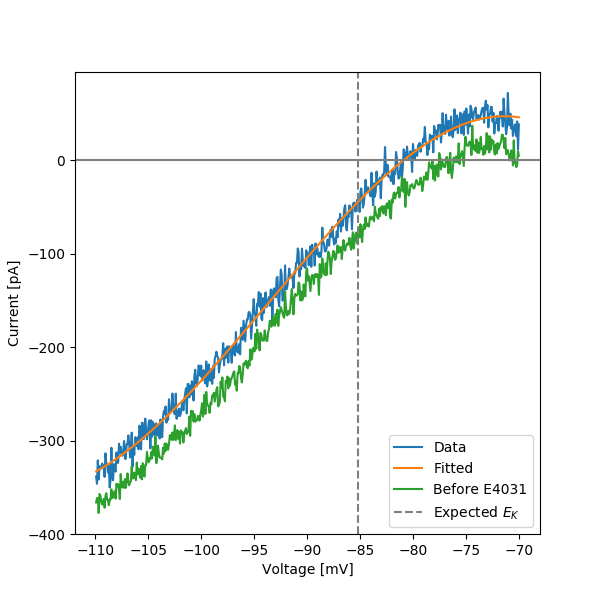 0
−100
−200
−300
−400
Current [pA]
−110 −105 −100 −95 −90 −85 −80 −75 −70
Voltage [mV]
Data
Fitted
Before E4031
Expected E_K